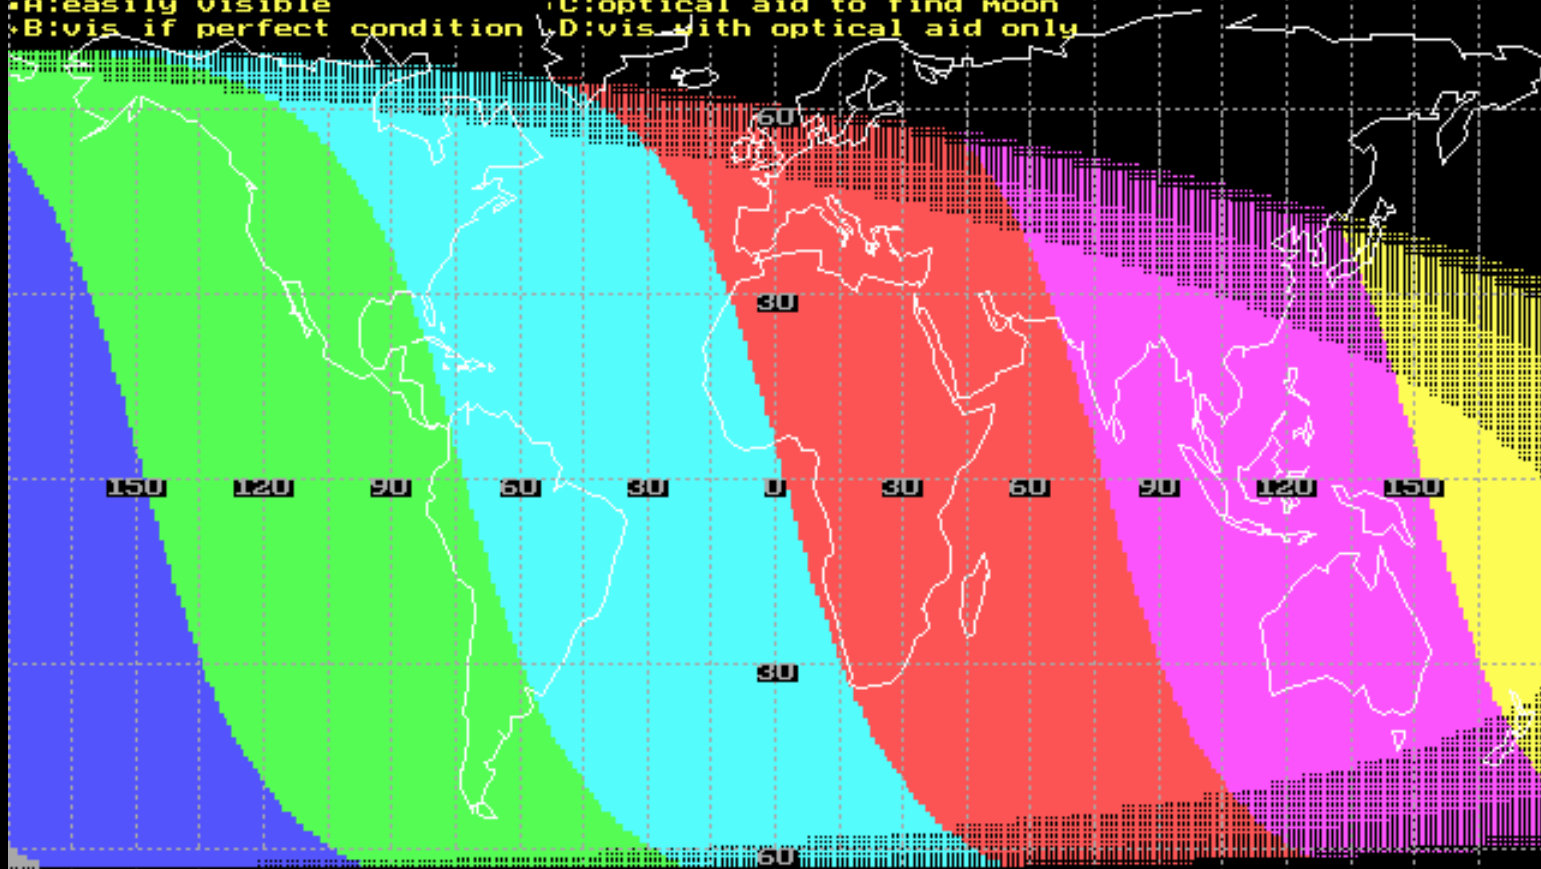 ▪A:easily visible C:optical aid to find Moon
+B:vis if perfect condition D:vis with optical aid only
60
30
150 120 90 60 30 0 30 60 90 120 150
30
60